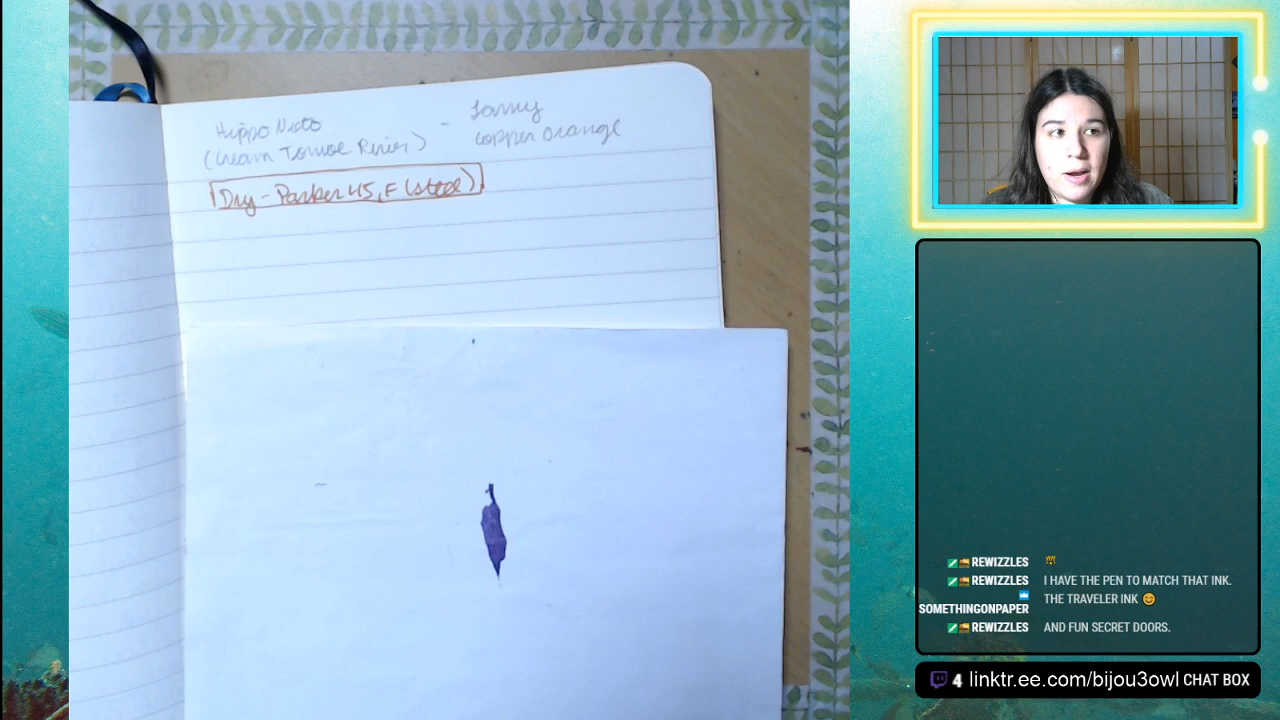 Hippo Noto
(Cream Tomoe River)
- Lamy
copper orange
Dry - Parker 45, F (steel)
REWIZZLES
REWIZZLES I HAVE THE PEN TO MATCH THAT INK.
SOMETHINGONPAPER THE TRAVELER INK 😊
REWIZZLES AND FUN SECRET DOORS.
4 linktr.ee.com/bijou3owl CHAT BOX